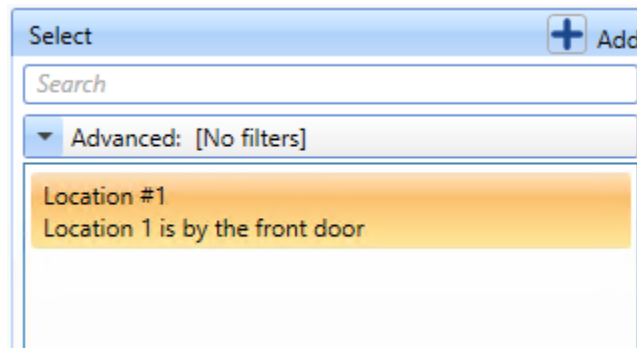 Select
Add
Search
Advanced: [No filters]
Location #1
Location 1 is by the front door